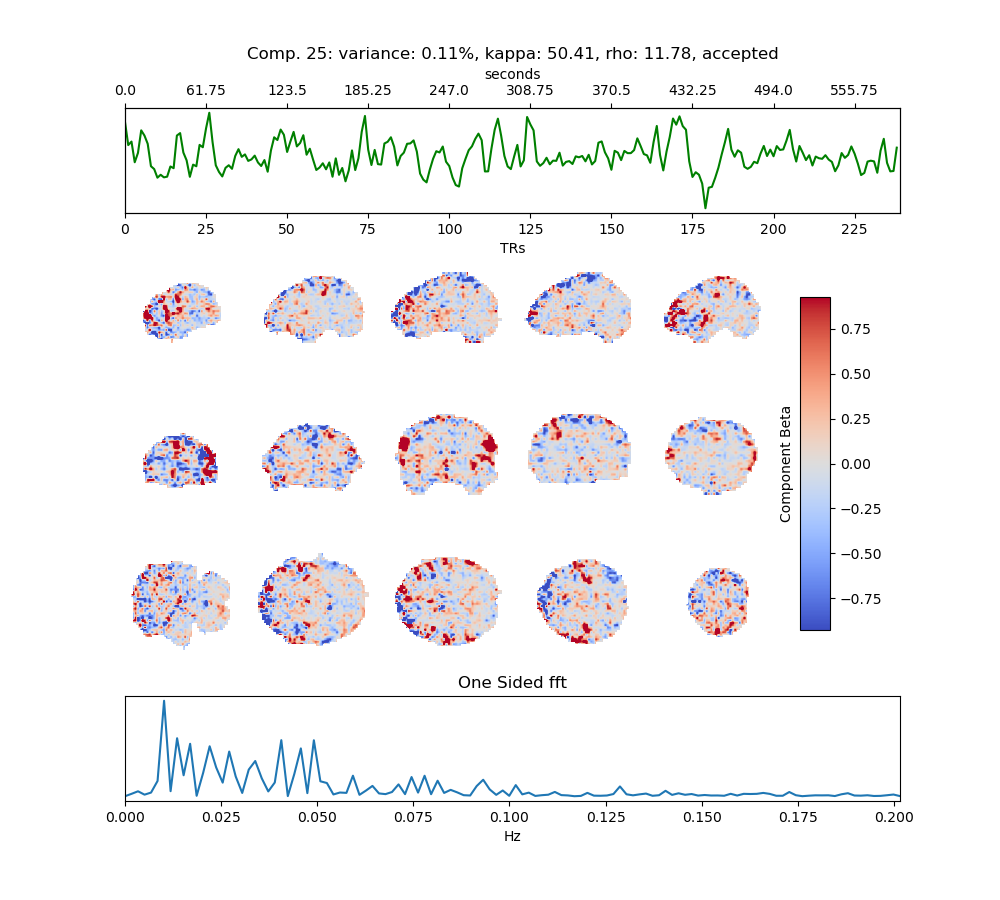 Comp. 25: variance: 0.11%, kappa: 50.41, rho: 11.78, accepted
seconds
0.0 61.75 123.5 185.25 247.0 308.75 370.5 432.25 494.0 555.75
0 25 50 75 100 125 150 175 200 225
TRs
0.75
0.50
0.25
0.00
−0.25
−0.50
−0.75
Component Beta
One Sided fft
0.000 0.025 0.050 0.075 0.100 0.125 0.150 0.175 0.200
Hz